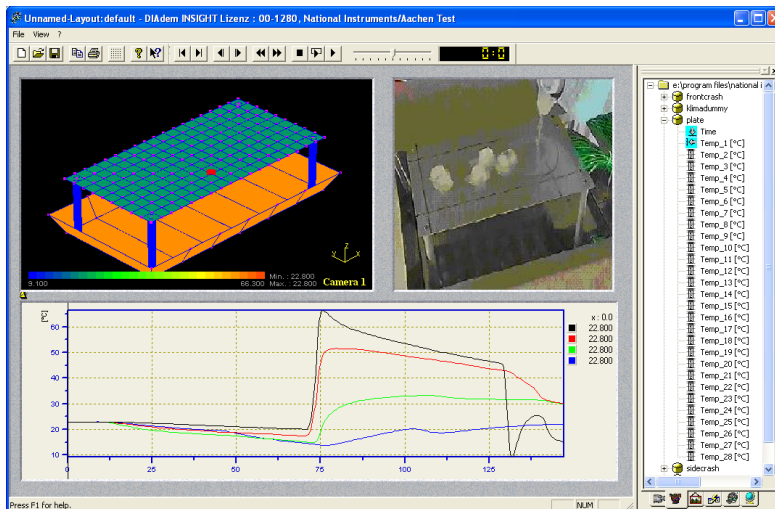 Unnamed-Layout:default - DIAdem INSIGHT Lizenz : 00-1280, National Instruments/Aachen Test
File View ?
0:0
Z
Y X
Min. : 22.800
9.100 66.300 Max. : 22.800 Camera 1
[°C]
60
50
40
30
20
10
0 25 50 75 100 125
x : 0.0
22.800
22.800
22.800
22.800
e:\program files\national i
frontcrash
klimadummy
plate
Time
Temp_1 [°C]
Temp_2 [°C]
Temp_3 [°C]
Temp_4 [°C]
Temp_5 [°C]
Temp_6 [°C]
Temp_7 [°C]
Temp_8 [°C]
Temp_9 [°C]
Temp_10 [°C]
Temp_11 [°C]
Temp_12 [°C]
Temp_13 [°C]
Temp_14 [°C]
Temp_15 [°C]
Temp_16 [°C]
Temp_17 [°C]
Temp_18 [°C]
Temp_19 [°C]
Temp_20 [°C]
Temp_21 [°C]
Temp_22 [°C]
Temp_23 [°C]
Temp_24 [°C]
Temp_25 [°C]
Temp_26 [°C]
Temp_27 [°C]
Temp_28 [°C]
sidecrash
Press F1 for help.
NUM